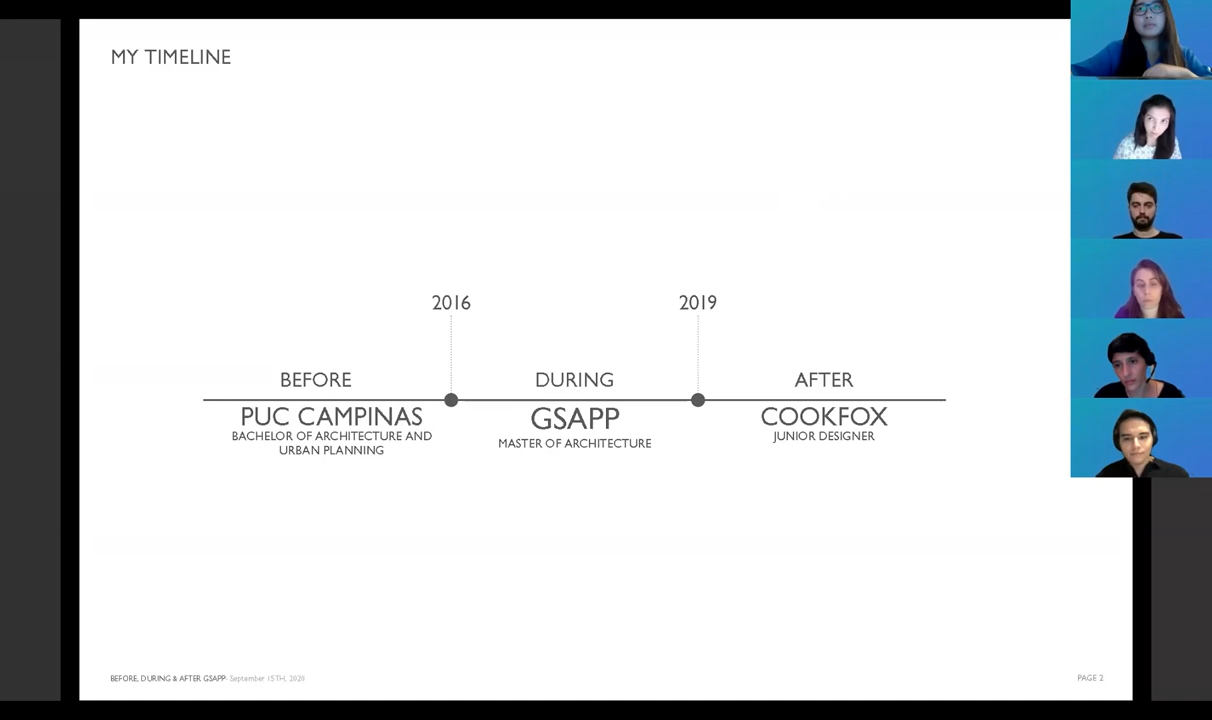 MY TIMELINE
2016
2019
BEFORE
DURING
AFTER
PUC CAMPINAS
BACHELOR OF ARCHITECTURE AND
URBAN PLANNING
GSAPP
MASTER OF ARCHITECTURE
COOKFOX
JUNIOR DESIGNER
BEFORE, DURING & AFTER GSAPP- September 15TH, 2020
PAGE 2